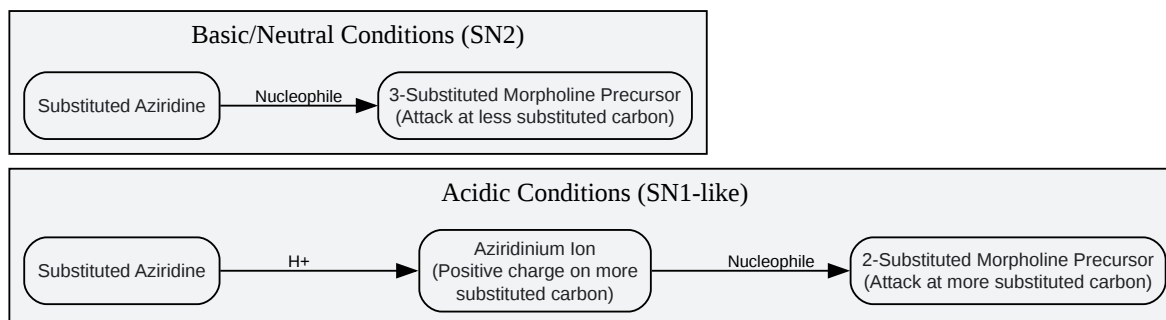 Basic/Neutral Conditions (SN2)
Substituted Aziridine
Nucleophile
3-Substituted Morpholine Precursor
(Attack at less substituted carbon)
Acidic Conditions (SN1-like)
Substituted Aziridine
H+
Aziridinium Ion
(Positive charge on more
substituted carbon)
Nucleophile
2-Substituted Morpholine Precursor
(Attack at more substituted carbon)